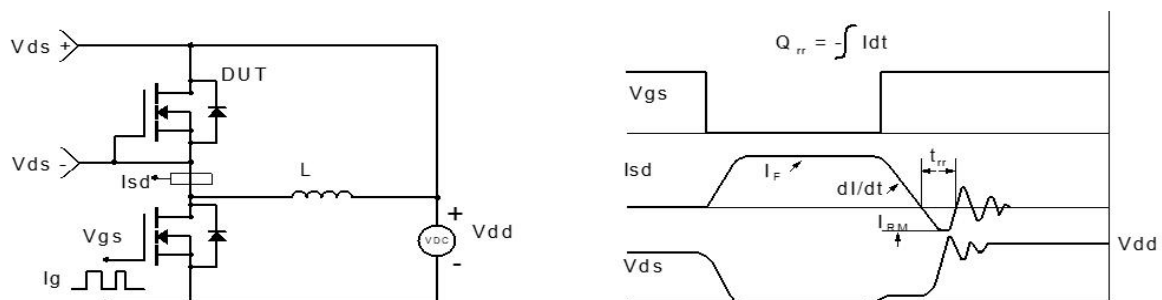 Vds +
DUT
Vds -
Isd
L
Vgs
Ig
+
VDC
-
Vdd
Q rr = -∫ Idt
Vgs
Isd
I F
dI/dt
t rr
I RM
Vds
Vdd